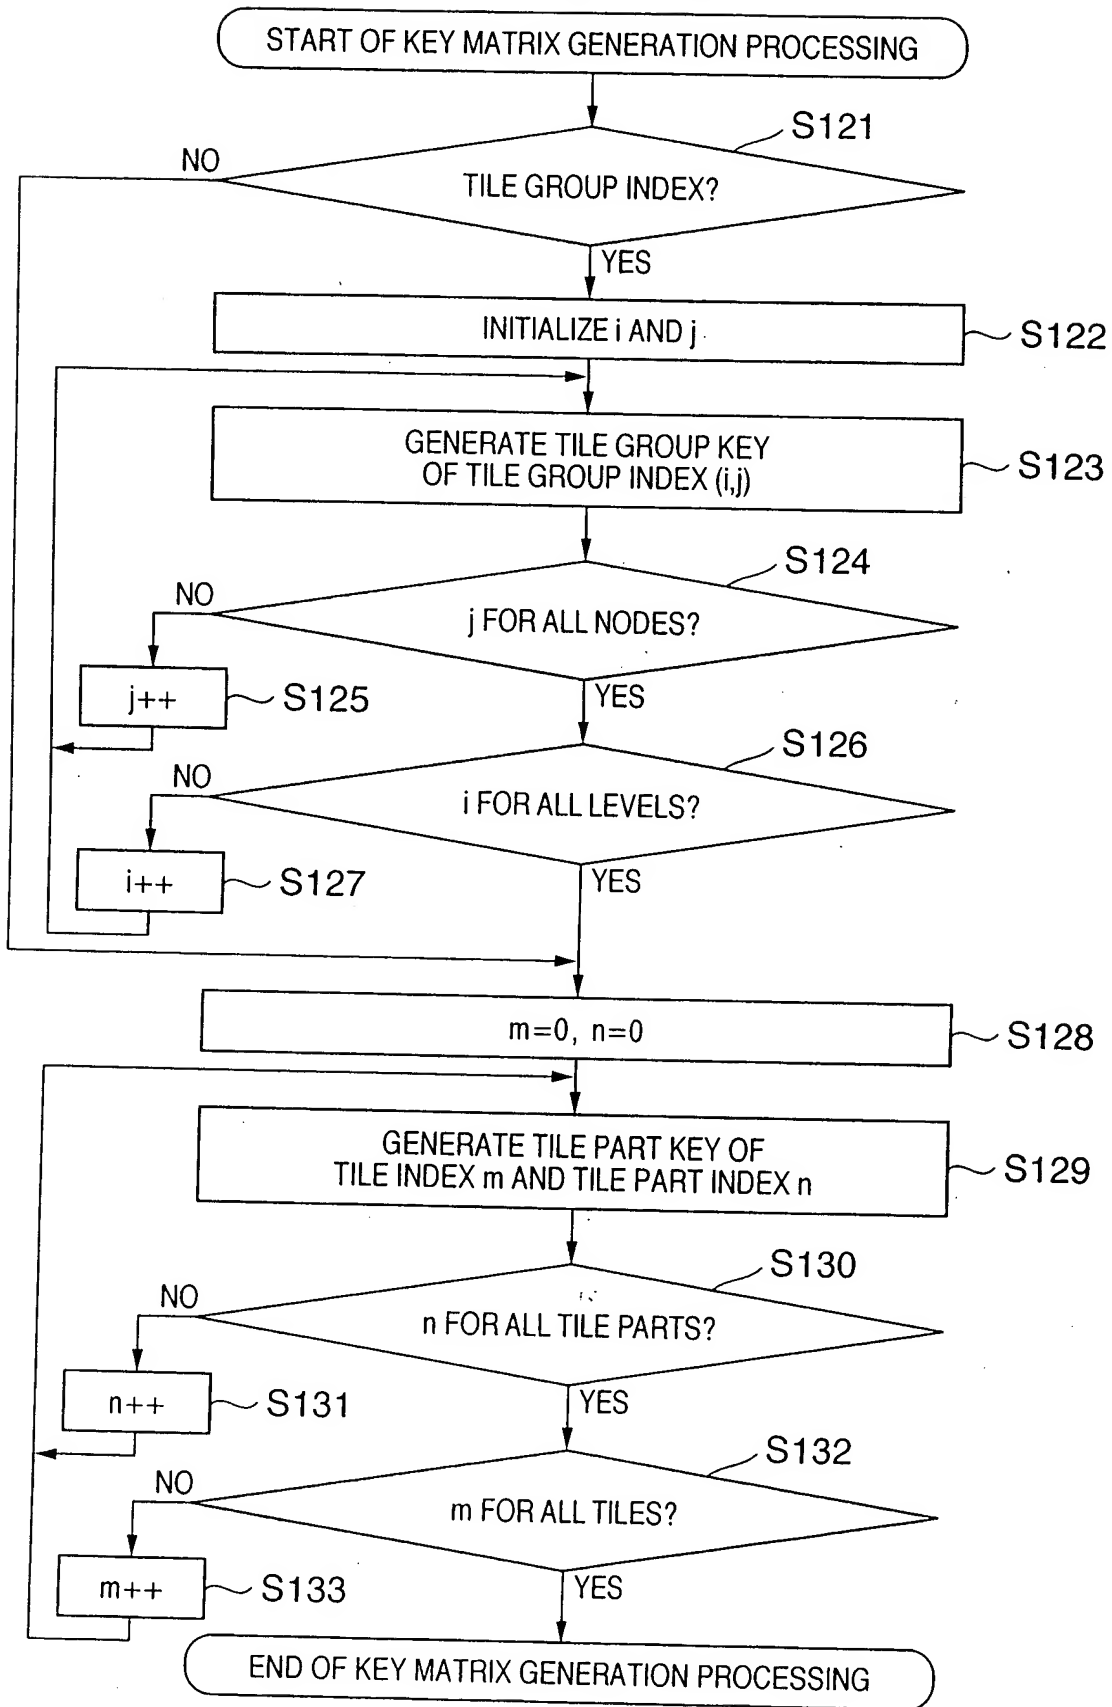 START OF KEY MATRIX GENERATION PROCESSING
S121
NO
TILE GROUP INDEX?
YES
INITIALIZE i AND j
S122
GENERATE TILE GROUP KEY
OF TILE GROUP INDEX (i,j)
S123
S124
NO
j FOR ALL NODES?
j++
S125
YES
S126
NO
i FOR ALL LEVELS?
i++
S127
YES
m=0, n=0
S128
GENERATE TILE PART KEY OF
TILE INDEX m AND TILE PART INDEX n
S129
S130
NO
n FOR ALL TILE PARTS?
n++
S131
YES
S132
NO
m FOR ALL TILES?
m++
S133
YES
END OF KEY MATRIX GENERATION PROCESSING